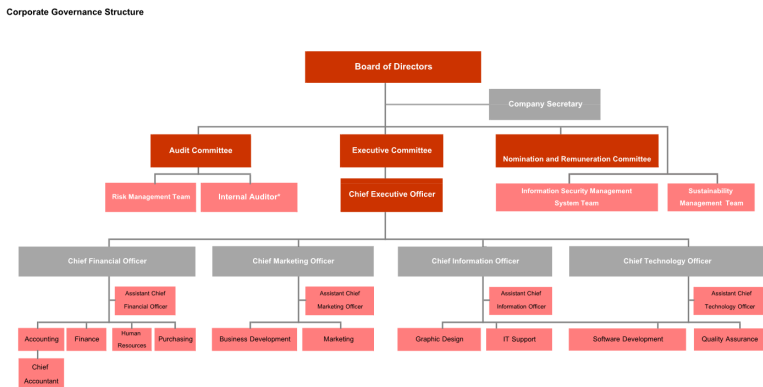 Corporate Governance Structure
Board of Directors
Company Secretary
Audit Committee
Executive Committee
Nomination and Remuneration Committee
Risk Management Team
Internal Auditor*
Chief Executive Officer
Information Security Management
System Team
Sustainability
Management Team
Chief Financial Officer
Chief Marketing Officer
Chief Information Officer
Chief Technology Officer
Assistant Chief
Financial Officer
Assistant Chief
Marketing Officer
Assistant Chief
Information Officer
Assistant Chief
Technology Officer
Accounting
Finance
Human
Resources
Purchasing
Business Development
Marketing
Graphic Design
IT Support
Software Development
Quality Assurance
Chief
Accountant